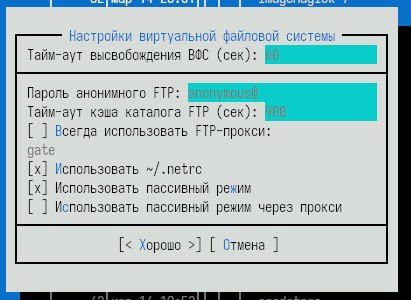 Настройки виртуальной файловой системы
Тайм-аут высвобождения ВФС (сек): 60
Пароль анонимного FTP: anonymous@
Тайм-аут кэша каталога FTP (сек): 900
[ ] Всегда использовать FTP-прокси:
gate
[x] Использовать ~/.netrc
[x] Использовать пассивный режим
[ ] Использовать пассивный режим через прокси
[< Хорошо >] [ Отмена ]